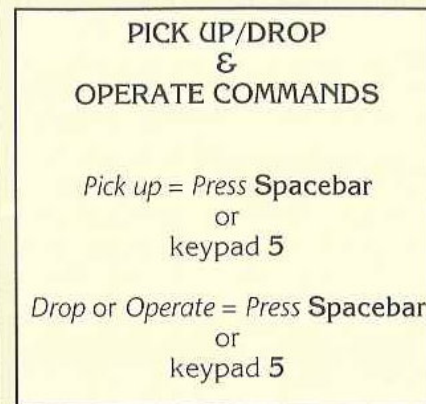 PICK UP/DROP
&
OPERATE COMMANDS
Pick up = Press Spacebar
or
keypad 5
Drop or Operate = Press Spacebar
or
keypad 5